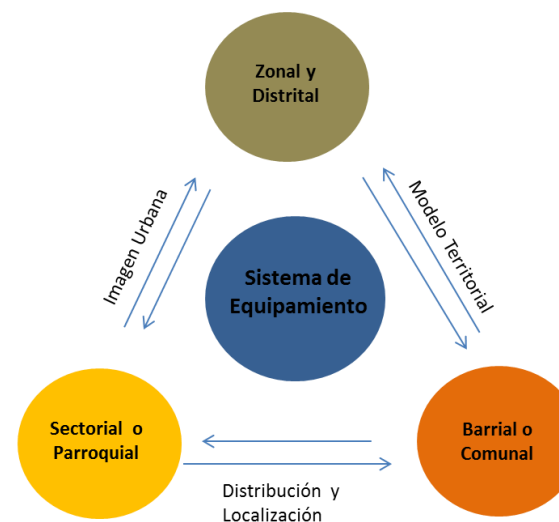 Zonal y
Distrital
Imagen Urbana
Modelo Territorial
Sistema de
Equipamiento
Sectorial o
Parroquial
Barrial o
Comunal
Distribución y
Localización